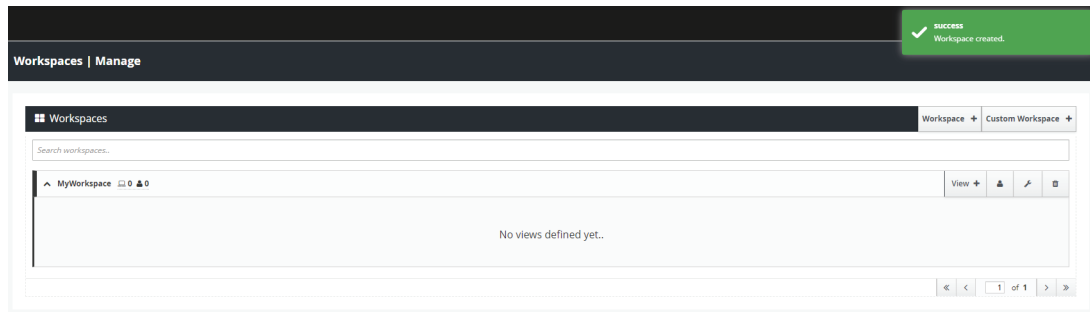 success
Workspace created.
Workspaces | Manage
Workspaces
Workspace +
Custom Workspace +
Search workspaces..
MyWorkspace 0 0
View +
No views defined yet..
« < 1 of 1 > »